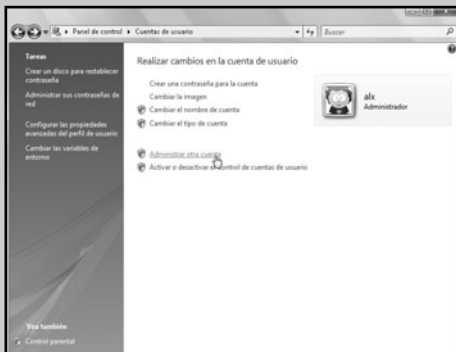 Panel de control ▸ Cuentas de usuario
Buscar
Tareas
Crear un disco para restablecer
contraseña
Administrar sus contraseñas de
red
Configurar las propiedades
avanzadas del perfil de usuario
Cambiar las variables de
entorno
Vea también
Control parental
Realizar cambios en la cuenta de usuario
Crear una contraseña para la cuenta
Cambiar la imagen
Cambiar el nombre de cuenta
Cambiar el tipo de cuenta
Administrar otra cuenta
Activar o desactivar el control de cuentas de usuario
alx
Administrador